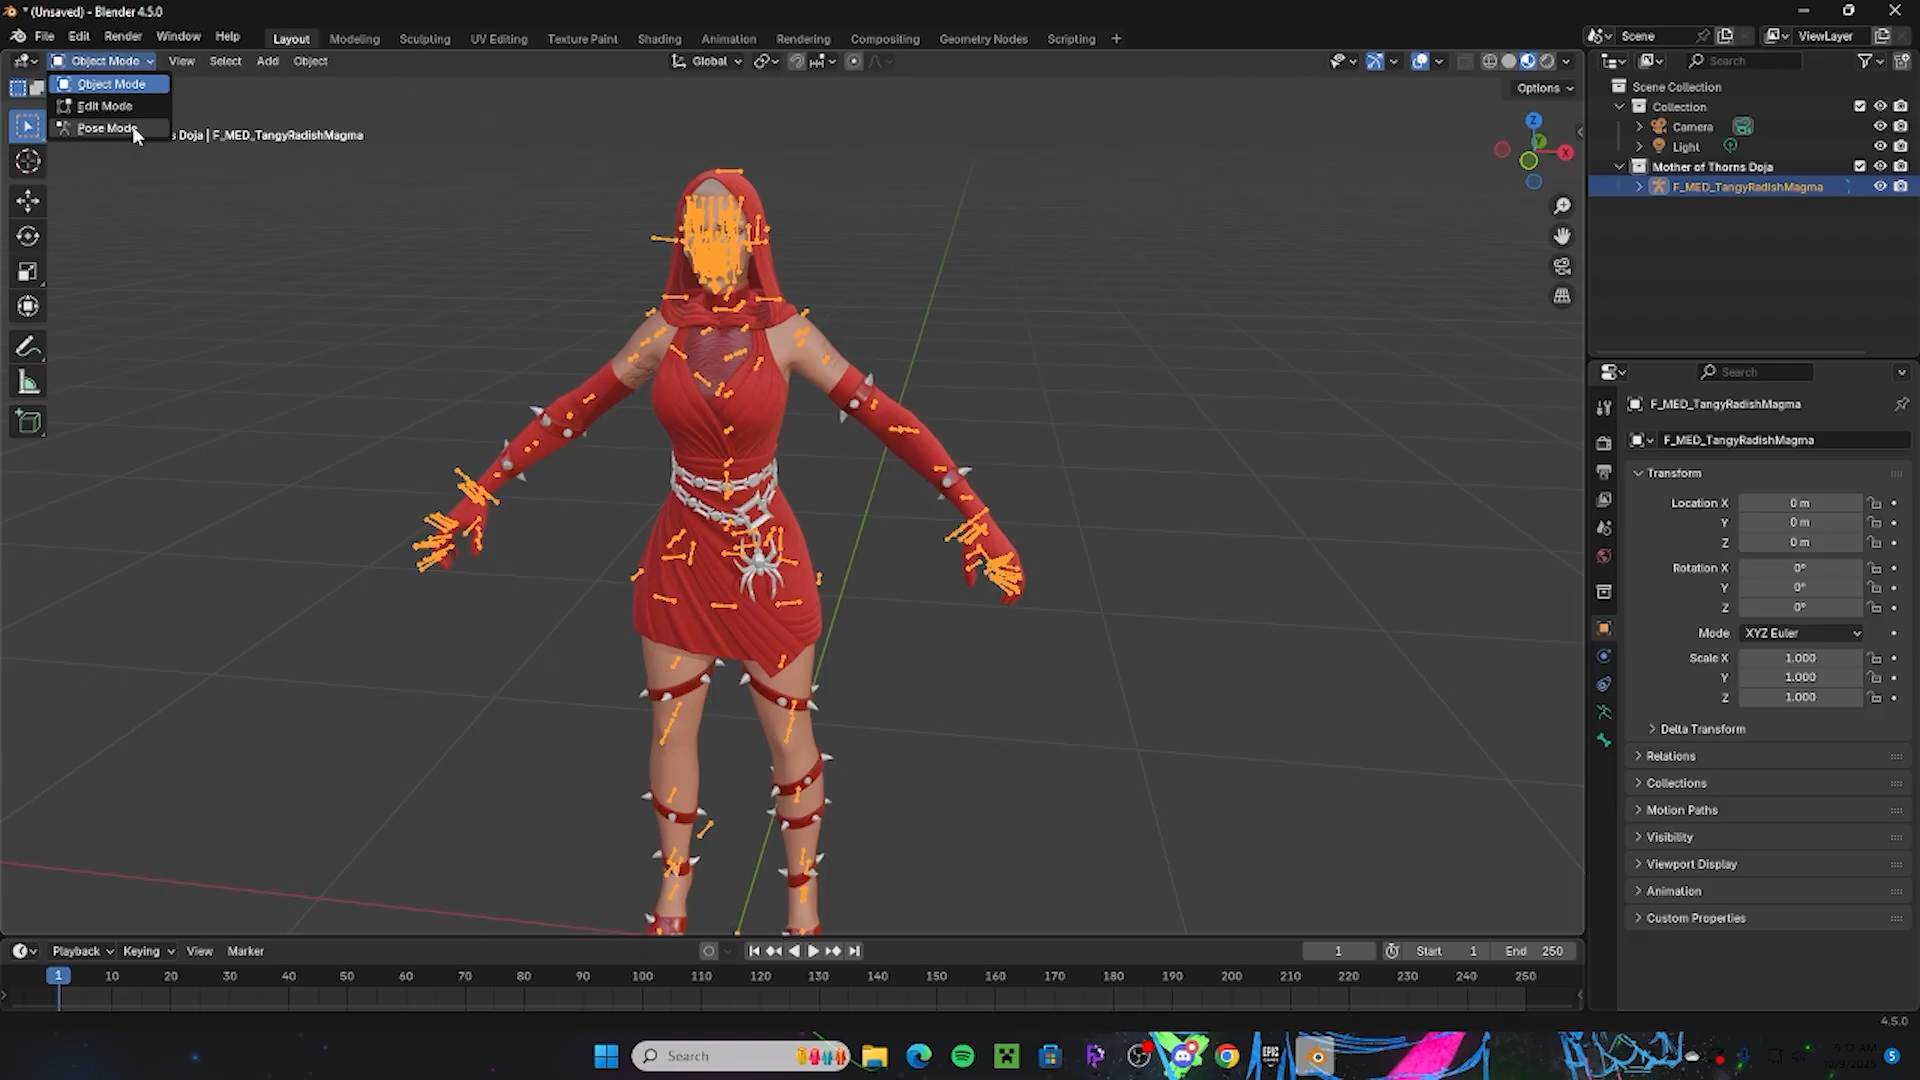 * (Unsaved) - Blender 4.5.0
File Edit Render Window Help
Layout Modeling Sculpting UV Editing Texture Paint Shading Animation Rendering Compositing Geometry Nodes Scripting +
Scene ViewLayer
Object Mode View Select Add Object
Global
Search
Object Mode
Edit Mode
Pose Mode
s Doja | F_MED_TangyRadishMagma
Options
Z
X
Scene Collection
Collection
Camera
Light
Mother of Thorns Doja
F_MED_TangyRadishMagma
Search
F_MED_TangyRadishMagma
F_MED_TangyRadishMagma
Transform
Location X 0 m
Y 0 m
Z 0 m
Rotation X 0°
Y 0°
Z 0°
Mode XYZ Euler
Scale X 1.000
Y 1.000
Z 1.000
Delta Transform
Relations
Collections
Motion Paths
Visibility
Viewport Display
Animation
Custom Properties
Playback Keying View Marker
1 Start 1 End 250
1 10 20 30 40 50 60 70 80 90 100 110 120 130 140 150 160 170 180 190 200 210 220 230 240 250
4.5.0
Search
EPIC
5